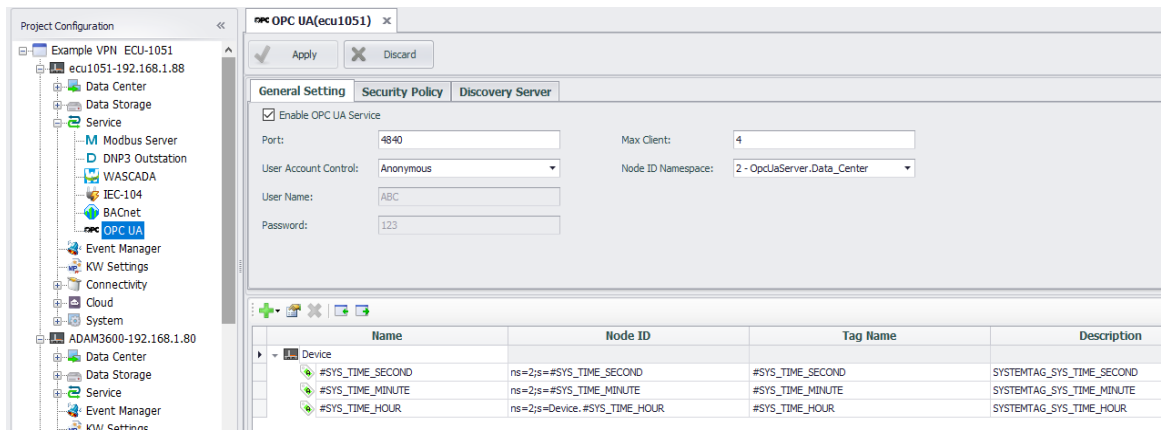 Project Configuration
Example VPN ECU-1051
ecu1051-192.168.1.88
Data Center
Data Storage
Service
M Modbus Server
D DNP3 Outstation
WASCADA
IEC-104
BACnet
OPC OPC UA
Event Manager
KW Settings
Connectivity
Cloud
System
ADAM3600-192.168.1.80
Data Center
Data Storage
Service
Event Manager
KW Settings
OPC OPC UA(ecu1051)
Apply Discard
General Setting Security Policy Discovery Server
Enable OPC UA Service
Port: 4840 Max Client: 4
User Account Control: Anonymous Node ID Namespace: 2 - OpcUaServer.Data_Center
User Name: ABC
Password: 123
Name Node ID Tag Name Description
Device
#SYS_TIME_SECOND ns=2;s=#SYS_TIME_SECOND #SYS_TIME_SECOND SYSTEMTAG_SYS_TIME_SECOND
#SYS_TIME_MINUTE ns=2;s=#SYS_TIME_MINUTE #SYS_TIME_MINUTE SYSTEMTAG_SYS_TIME_MINUTE
#SYS_TIME_HOUR ns=2;s=Device.#SYS_TIME_HOUR #SYS_TIME_HOUR SYSTEMTAG_SYS_TIME_HOUR